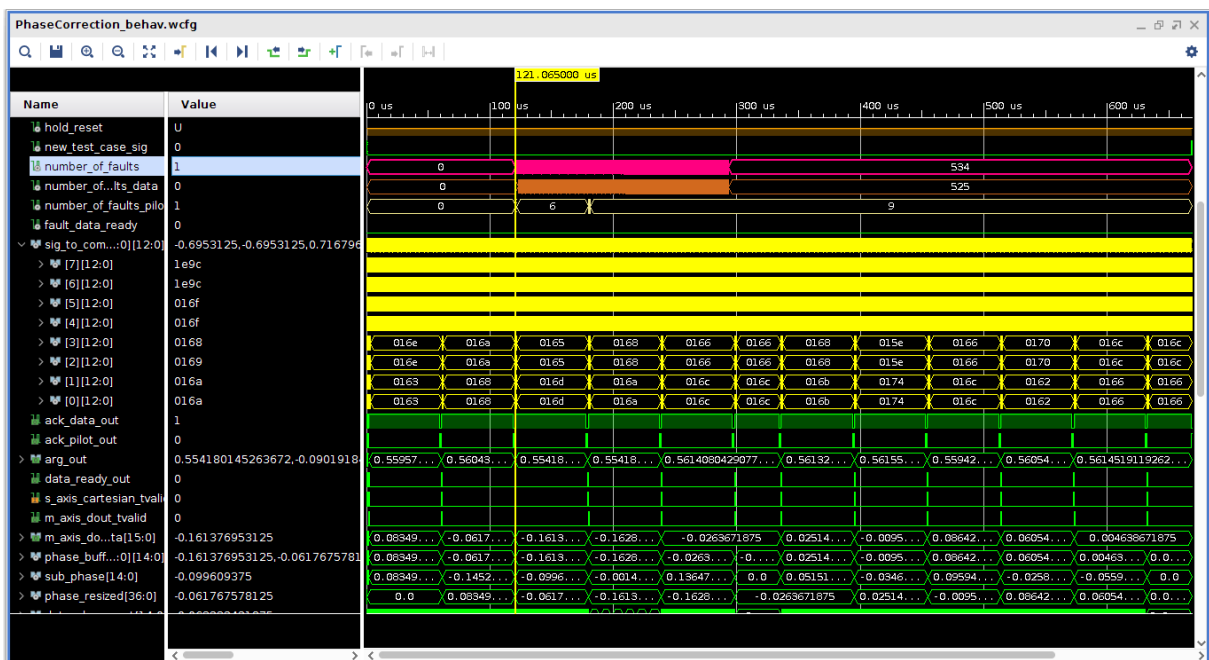 PhaseCorrection_behav.wcfg
121.065000 us
Name Value 0 us 100 us 200 us 300 us 400 us 500 us 600 us
hold_reset U
new_test_case_sig 0
number_of_faults 1 0 534
number_of...lts_data 0 0 525
number_of_faults_pilo 1 0 6 9
fault_data_ready 0
sig_to_com...:0][12:0] -0.6953125,-0.6953125,0.716796
[7][12:0] 1e9c
[6][12:0] 1e9c
[5][12:0] 016f
[4][12:0] 016f
[3][12:0] 0168 016e 016a 0165 0168 0166 0166 0168 015e 0166 0170 016c 016c
[2][12:0] 0169 016e 016a 0165 0168 0166 0166 0168 015e 0166 0170 016c 016c
[1][12:0] 016a 0163 0168 016d 016a 016c 016c 016b 0174 016c 0162 0166 0166
[0][12:0] 016a 0163 0168 016d 016a 016c 016c 016b 0174 016c 0162 0166 0166
ack_data_out 1
ack_pilot_out 0
arg_out 0.554180145263672,-0.0901918 0.55957... 0.56043... 0.55418... 0.55418... 0.5614080429077... 0.56132... 0.56155... 0.55942... 0.56054... 0.5614519119262...
data_ready_out 0
s_axis_cartesian_tvali 0
m_axis_dout_tvalid 0
m_axis_do...ta[15:0] -0.161376953125 0.08349... -0.0617... -0.1613... -0.1628... -0.0263671875 0.02514... -0.0095... 0.08642... 0.06054... 0.004638671875
phase_buff...:0][14:0] -0.161376953125,-0.0617675781 0.08349... -0.0617... -0.1613... -0.1628... -0.0263... -0.... 0.02514... -0.0095... 0.08642... 0.06054... 0.00463... 0.0...
sub_phase[14:0] -0.099609375 0.08349... -0.1452... -0.0996... -0.0014... 0.13647... 0.0 0.05151... -0.0346... 0.09594... -0.0258... -0.0559... 0.0
phase_resized[36:0] -0.061767578125 0.0 0.08349... -0.0617... -0.1613... -0.1628... -0.0263671875 0.02514... -0.0095... 0.08642... 0.06054... 0.0...